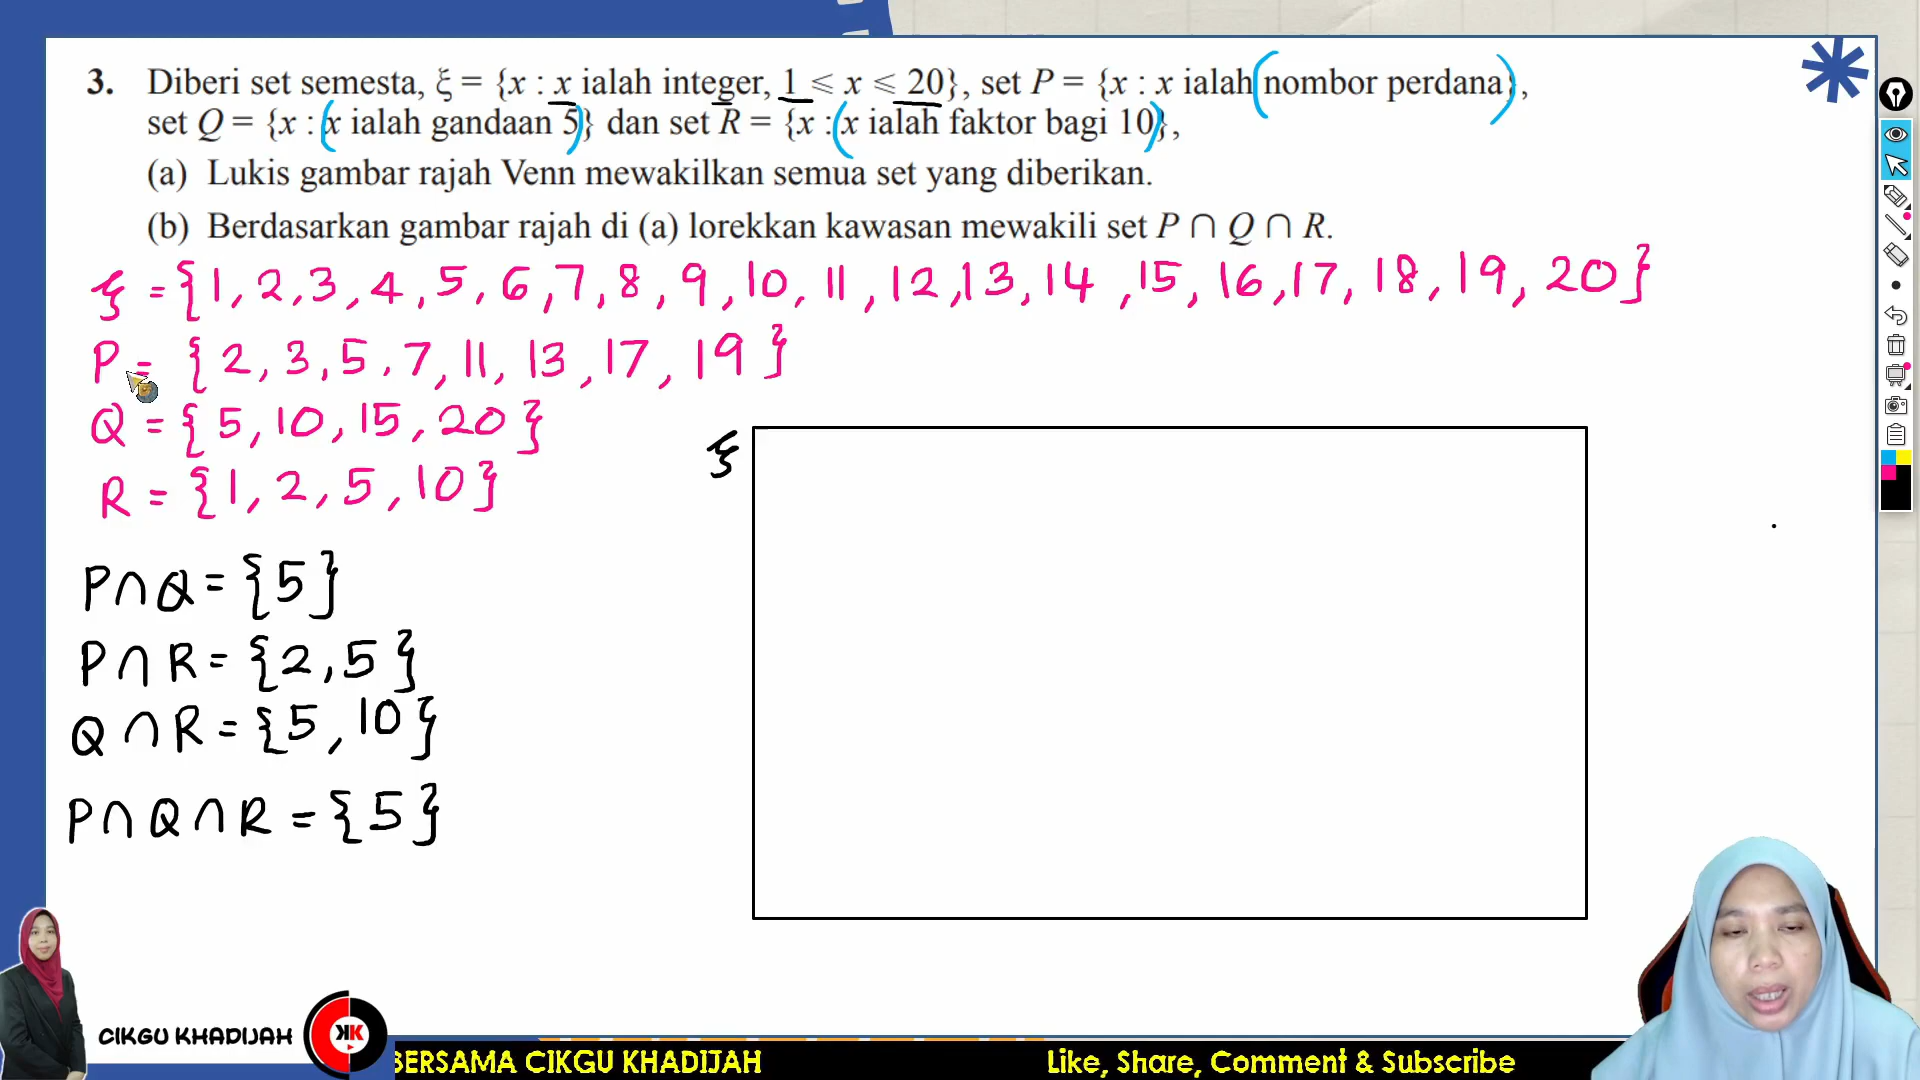 3. Diberi set semesta, ξ = {x : x ialah integer, 1 ⩽ x ⩽ 20}, set P = {x : x ialah nombor perdana},
set Q = {x : x ialah gandaan 5} dan set R = {x : x ialah faktor bagi 10},
(a) Lukis gambar rajah Venn mewakilkan semua set yang diberikan.
(b) Berdasarkan gambar rajah di (a) lorekkan kawasan mewakili set P ∩ Q ∩ R.
ξ = {1, 2, 3, 4, 5, 6, 7, 8, 9, 10, 11, 12, 13, 14, 15, 16, 17, 18, 19, 20}
P = {2, 3, 5, 7, 11, 13, 17, 19}
Q = {5, 10, 15, 20}
R = {1, 2, 5, 10}
ξ
P ∩ Q = {5}
P ∩ R = {2, 5}
Q ∩ R = {5, 10}
P ∩ Q ∩ R = {5}
CIKGU KHADIJAH
KK
BERSAMA CIKGU KHADIJAH
Like, Share, Comment & Subscribe